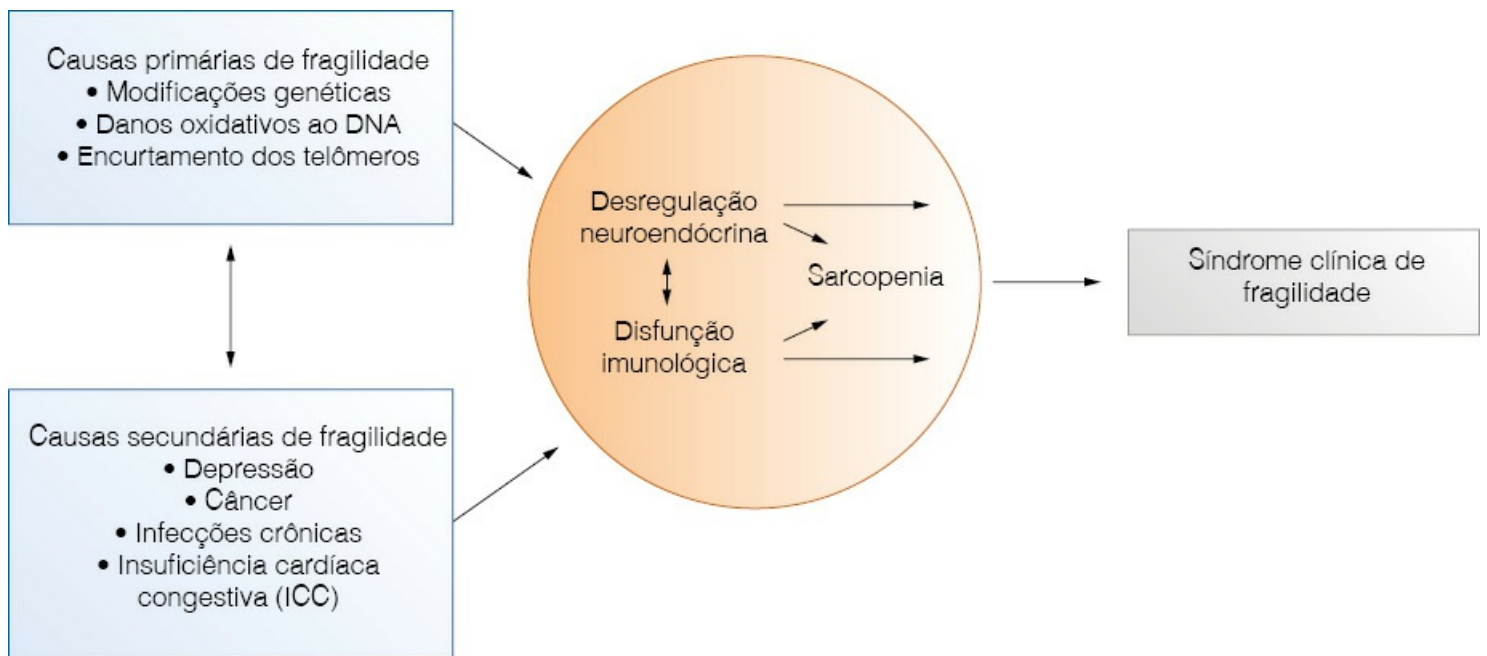 Causas primárias de fragilidade
• Modificações genéticas
• Danos oxidativos ao DNA
• Encurtamento dos telômeros
Causas secundárias de fragilidade
• Depressão
• Câncer
• Infecções crônicas
• Insuficiência cardíaca
congestiva (ICC)
Desregulação
neuroendócrina
Sarcopenia
Disfunção
imunológica
Síndrome clínica de
fragilidade